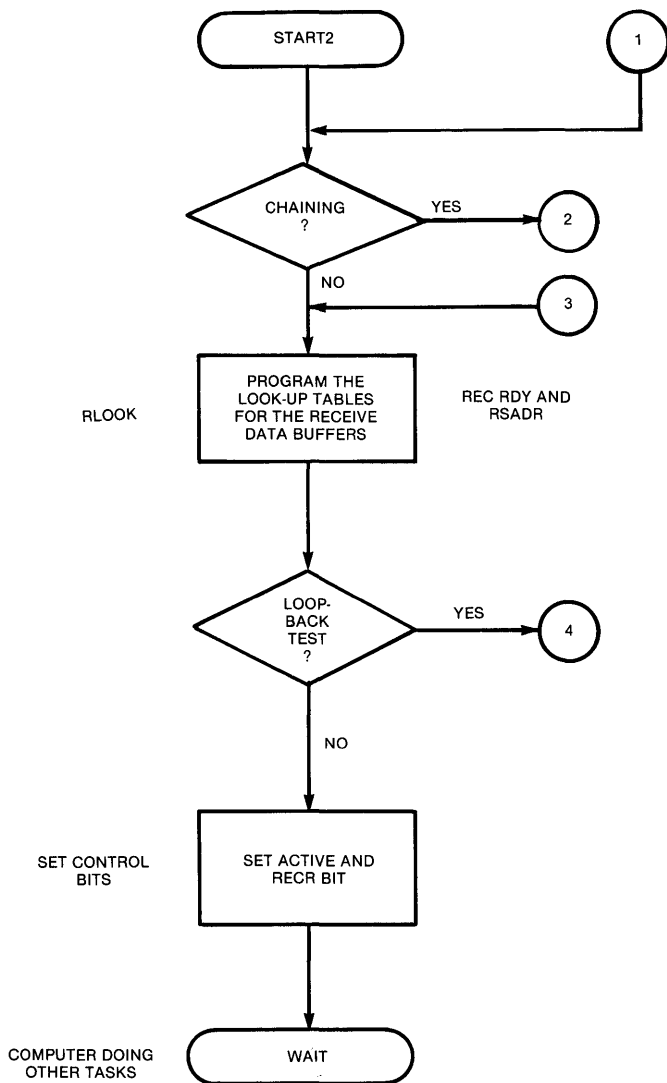 START2
1
CHAINING
?
YES
2
NO
3
RLOOK
PROGRAM THE
LOOK-UP TABLES
FOR THE RECEIVE
DATA BUFFERS
REC RDY AND
RSADR
LOOP-
BACK
TEST
?
YES
4
NO
SET CONTROL
BITS
SET ACTIVE AND
RECR BIT
COMPUTER DOING
OTHER TASKS
WAIT